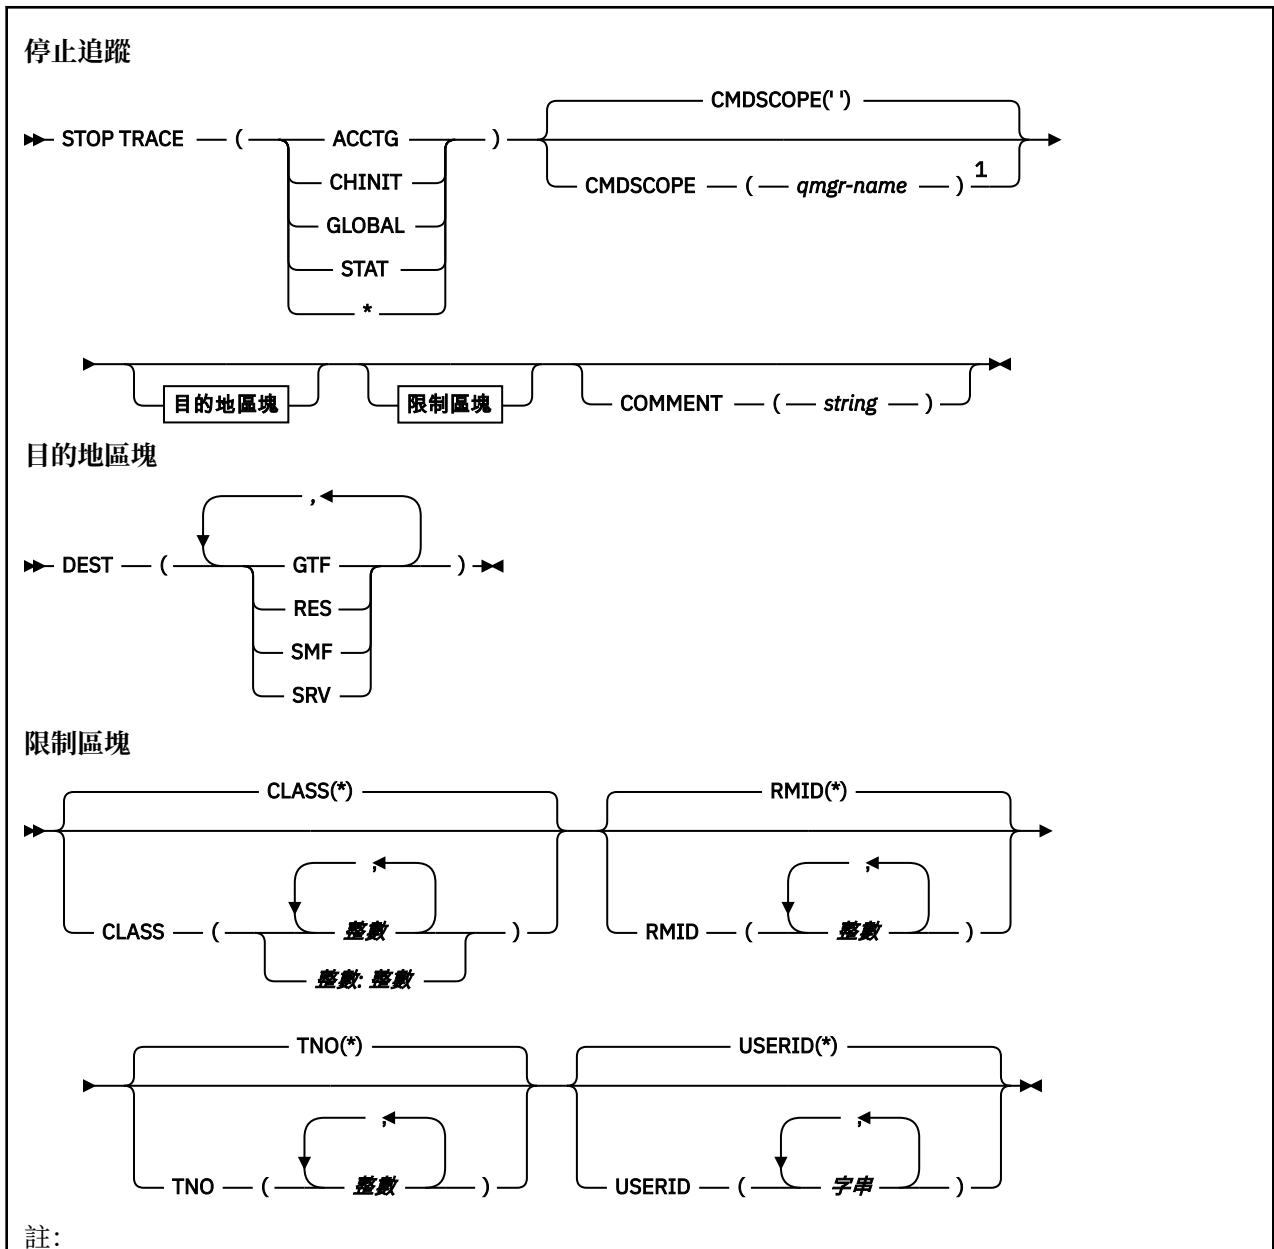 停止追蹤
CMDSCOPE(' ')
STOP TRACE ( ACCTG )
CHINIT
GLOBAL
STAT
*
CMDSCOPE ( qmgr-name ) 1
目的地區塊 限制區塊 COMMENT ( string )
目的地區塊
,
DEST ( GTF )
RES
SMF
SRV
限制區塊
CLASS(*) RMID(*)
, ,
CLASS ( 整數 ) RMID ( 整數 )
整數: 整數
TNO(*) USERID(*)
, ,
TNO ( 整數 ) USERID ( 字串 )
註: